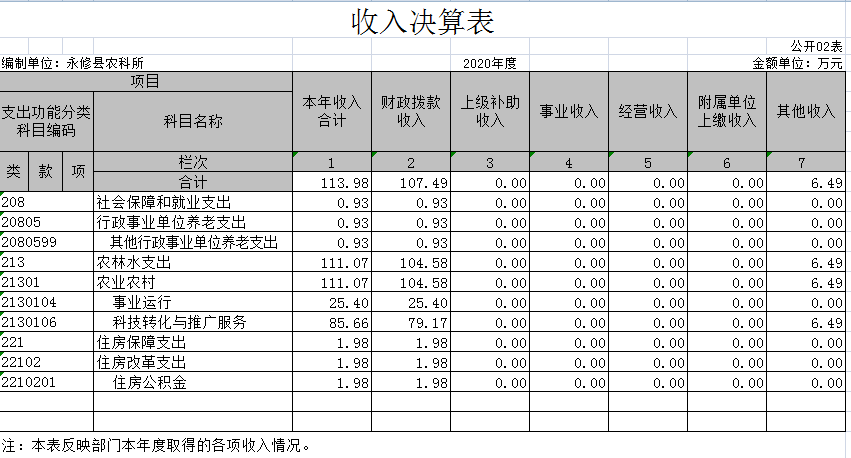 收入决算表
公开02表
编制单位：永修县农科所 2020年度 金额单位：万元
项目 本年收入合计 财政拨款收入 上级补助收入 事业收入 经营收入 附属单位上缴收入 其他收入
支出功能分类科目编码 科目名称
类 款 项 栏次 1 2 3 4 5 6 7
合计 113.98 107.49 0.00 0.00 0.00 0.00 6.49
208 社会保障和就业支出 0.93 0.93 0.00 0.00 0.00 0.00 0.00
20805 行政事业单位养老支出 0.93 0.93 0.00 0.00 0.00 0.00 0.00
2080599 其他行政事业单位养老支出 0.93 0.93 0.00 0.00 0.00 0.00 0.00
213 农林水支出 111.07 104.58 0.00 0.00 0.00 0.00 6.49
21301 农业农村 111.07 104.58 0.00 0.00 0.00 0.00 6.49
2130104 事业运行 25.40 25.40 0.00 0.00 0.00 0.00 0.00
2130106 科技转化与推广服务 85.66 79.17 0.00 0.00 0.00 0.00 6.49
221 住房保障支出 1.98 1.98 0.00 0.00 0.00 0.00 0.00
22102 住房改革支出 1.98 1.98 0.00 0.00 0.00 0.00 0.00
2210201 住房公积金 1.98 1.98 0.00 0.00 0.00 0.00 0.00
注：本表反映部门本年度取得的各项收入情况。